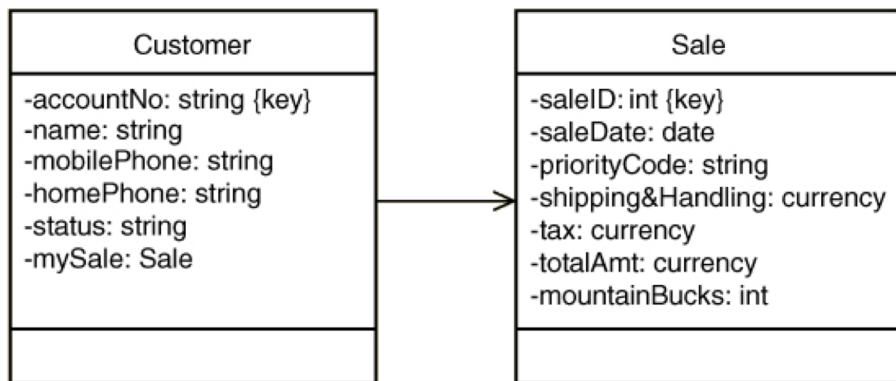 Customer
-accountNo: string {key}
-name: string
-mobilePhone: string
-homePhone: string
-status: string
-mySale: Sale
Sale
-saleID: int {key}
-saleDate: date
-priorityCode: string
-shipping&Handling: currency
-tax: currency
-totalAmt: currency
-mountainBucks: int